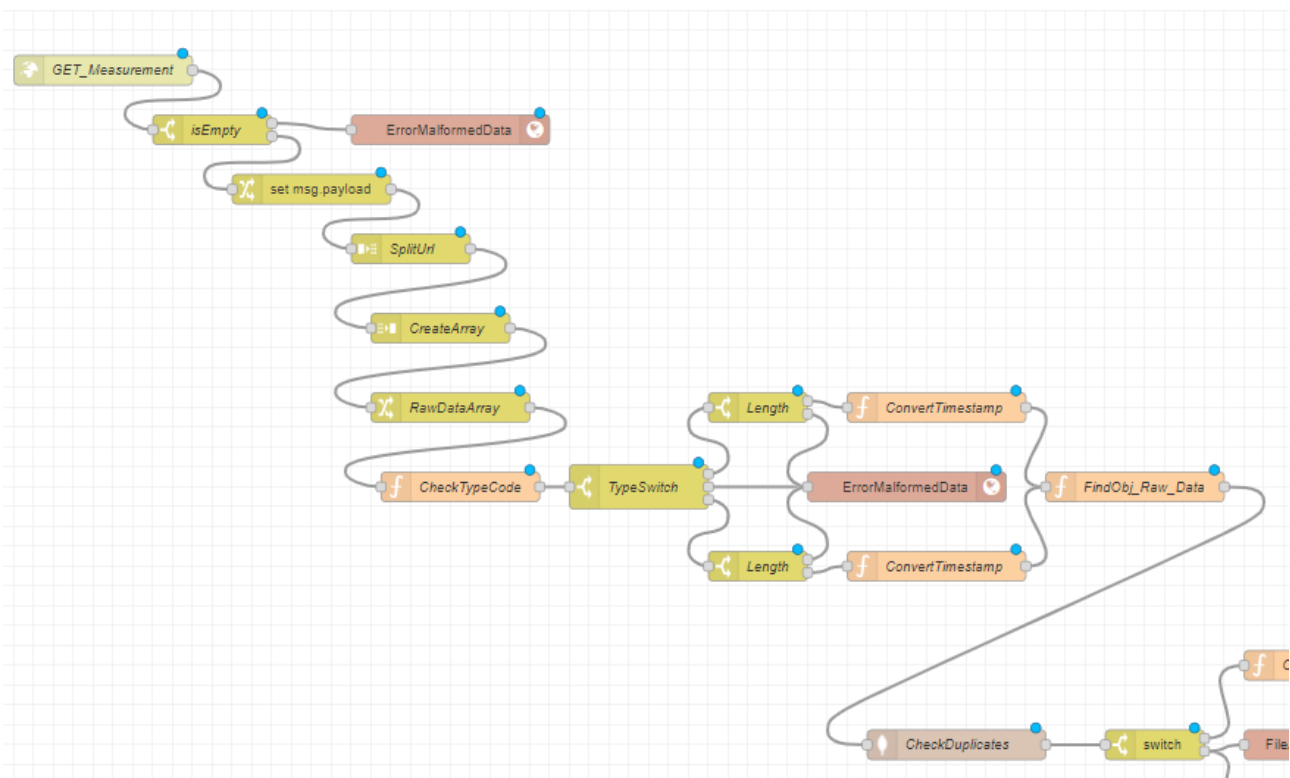 GET_Measurement
isEmpty
ErrorMalformedData
set msg.payload
SplitUrl
CreateArray
RawDataArray
Length
ConvertTimestamp
CheckTypeCode
TypeSwitch
ErrorMalformedData
FindObj_Raw_Data
Length
ConvertTimestamp
CheckDuplicates
switch